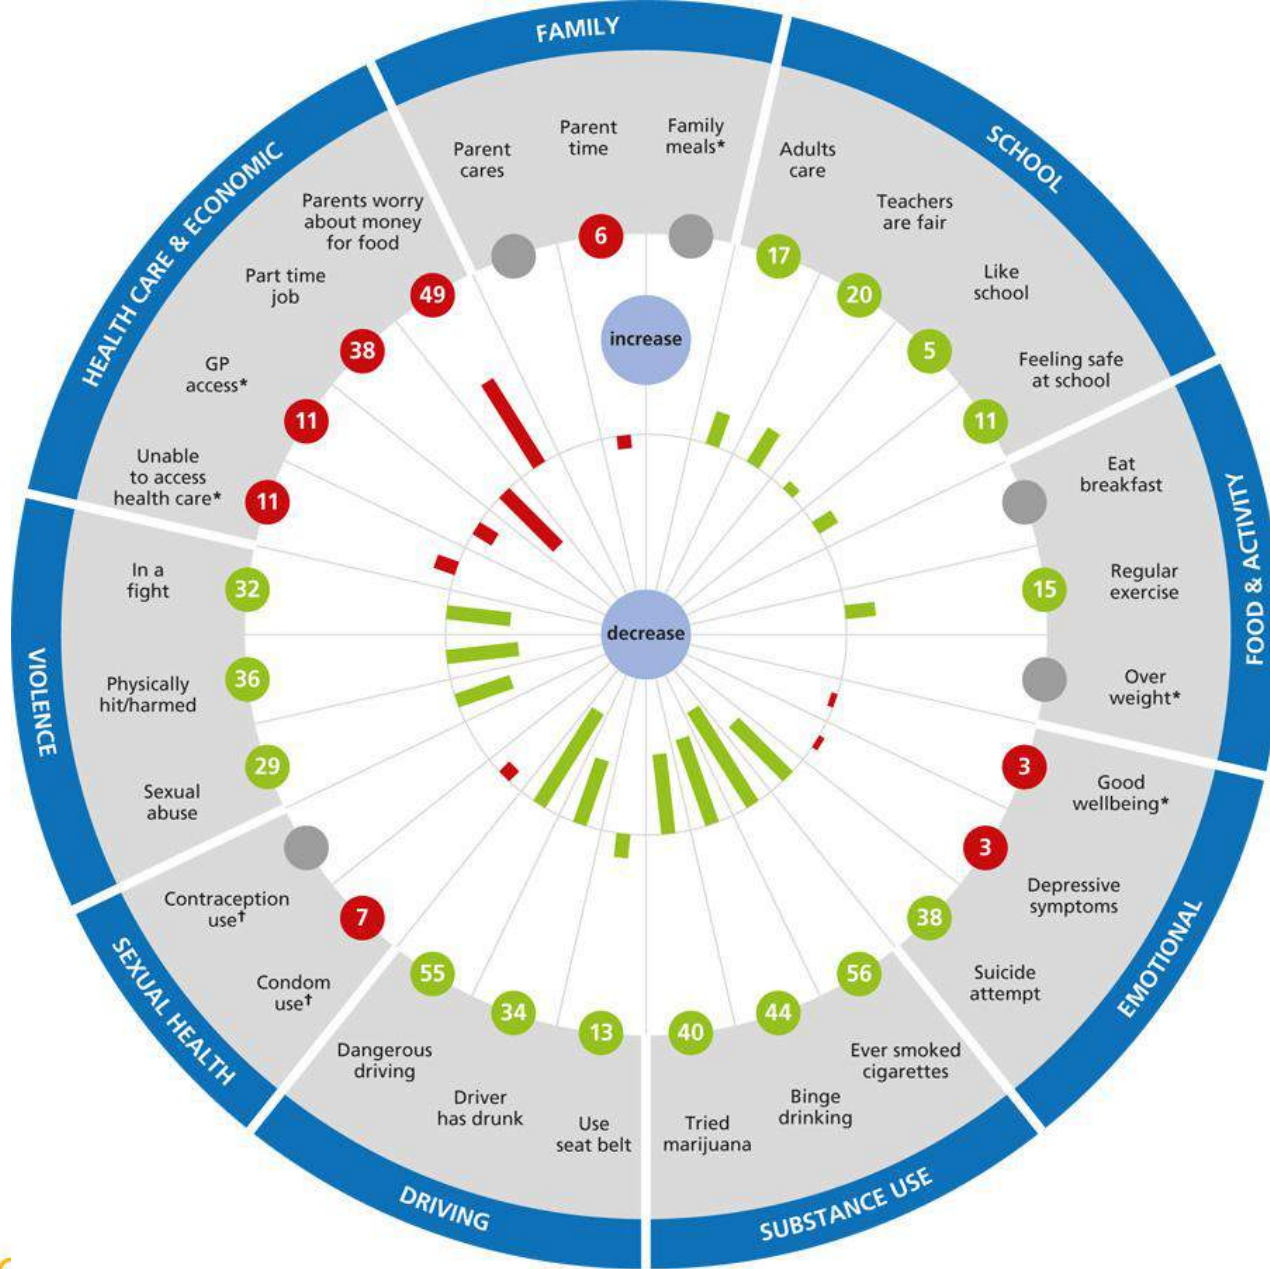 FAMILY
Parent
cares
Parent
time
Family
meals*
6
SCHOOL
Adults
care
Teachers
are fair
Like
school
Feeling safe
at school
17
20
5
11
FOOD & ACTIVITY
Eat
breakfast
Regular
exercise
Over
weight*
15
EMOTIONAL
Good
wellbeing*
Depressive
symptoms
Suicide
attempt
3
3
38
SUBSTANCE USE
Ever smoked
cigarettes
Binge
drinking
Tried
marijuana
56
44
40
DRIVING
Use
seat belt
Driver
has drunk
Dangerous
driving
13
34
55
SEXUAL HEALTH
Condom
use†
Contraception
use†
7
VIOLENCE
Sexual
abuse
Physically
hit/harmed
In a
fight
29
36
32
HEALTH CARE & ECONOMIC
Unable
to access
health care*
GP
access*
Part time
job
Parents worry
about money
for food
11
11
38
49
increase
decrease